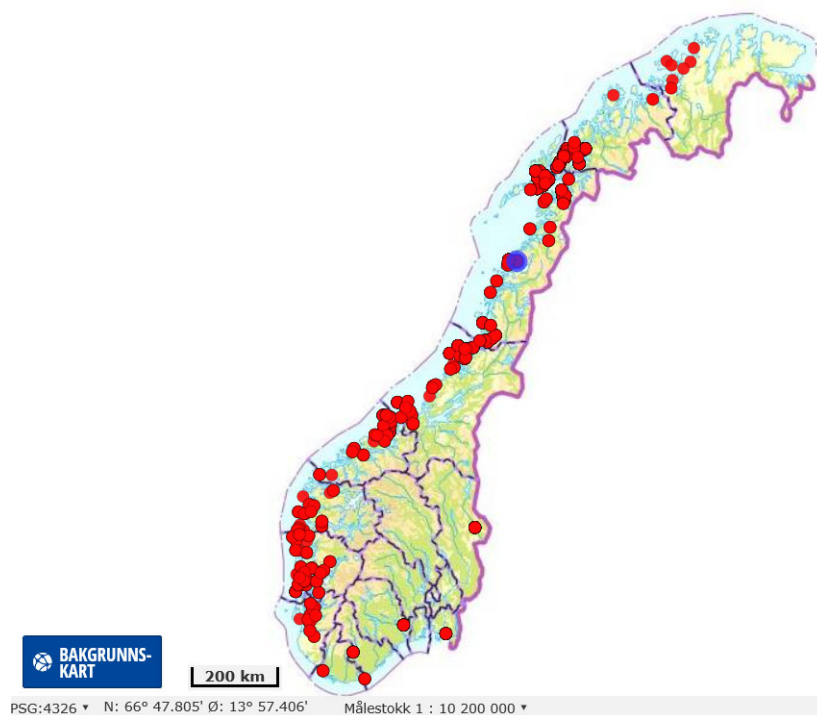 BAKGRUNNS-
KART
200 km
PSG:4326 ▾ N: 66° 47.805' Ø: 13° 57.406' Målestokk 1 : 10 200 000 ▾